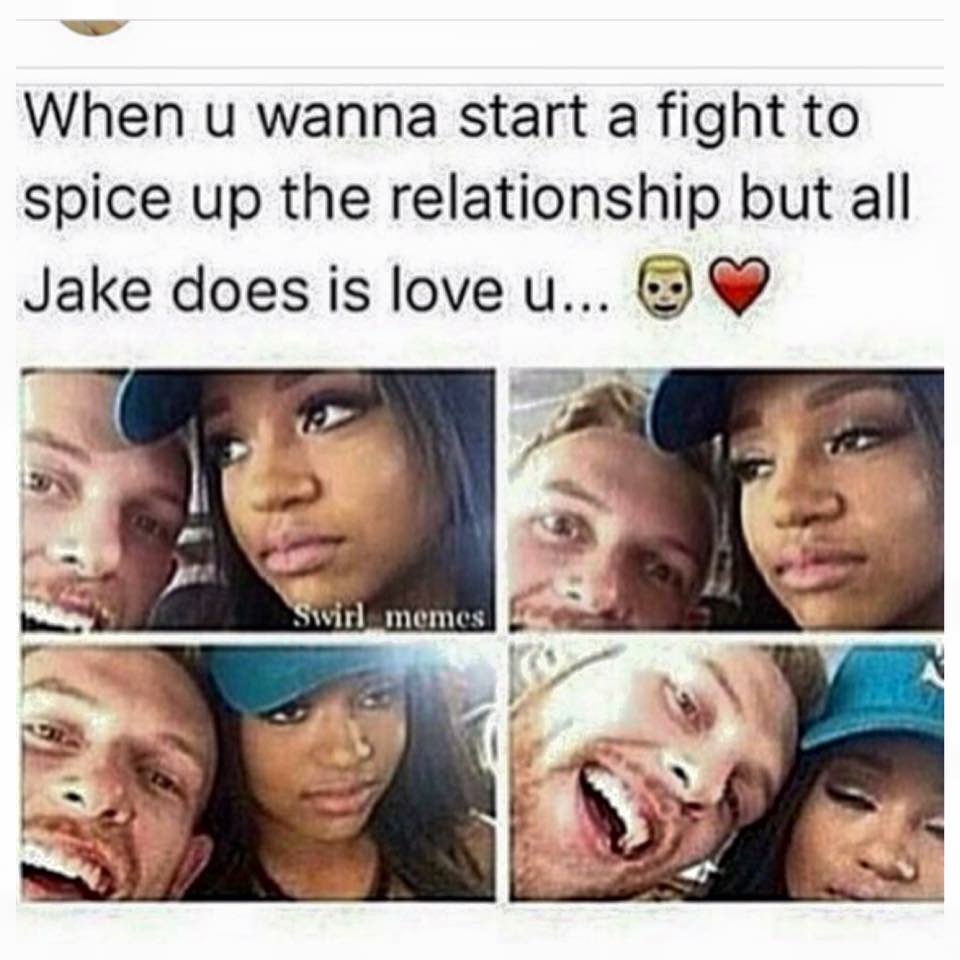 When u wanna start a fight to
spice up the relationship but all
Jake does is love u... 👨🏼❤️
Swirl_memes